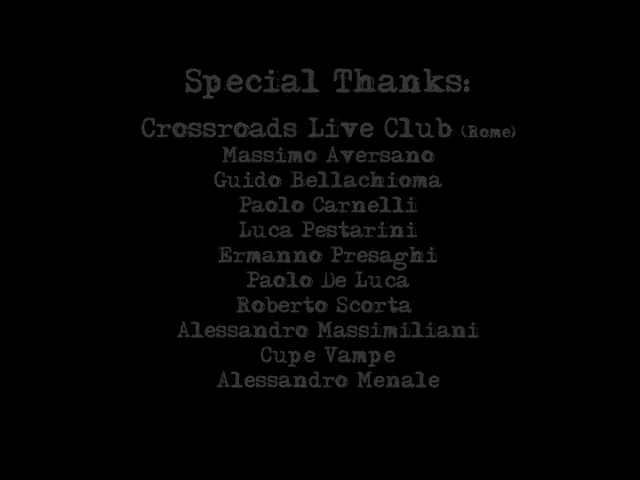 Special Thanks:
Crossroads Live Club (Rome)
Massimo Aversano
Guido Bellachioma
Paolo Carnelli
Luca Pestarini
Ermanno Presaghi
Paolo De Luca
Roberto Scorta
Alessandro Massimiliani
Cupe Vampe
Alessandro Menale